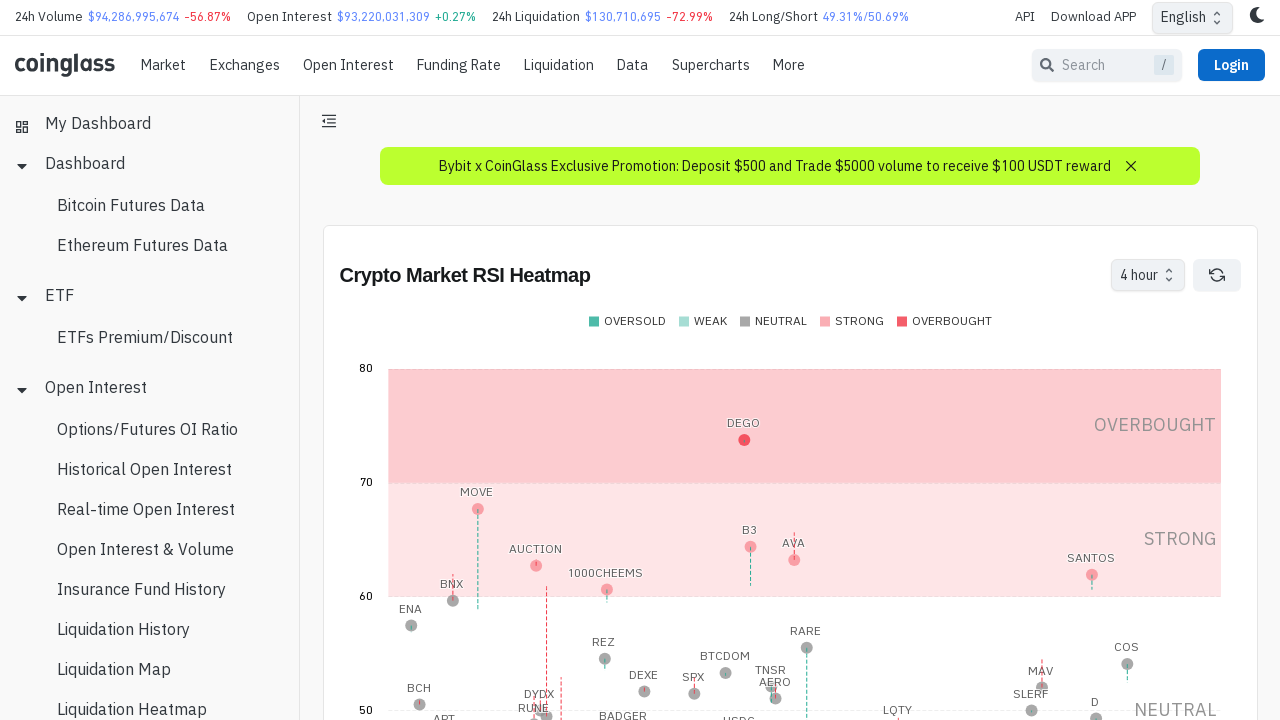 24h Volume $94,286,995,674 -56.87% Open Interest $93,220,031,309 +0.27% 24h Liquidation $130,710,695 -72.99% 24h Long/Short 49.31%/50.69% API Download APP English
coinglass Market Exchanges Open Interest Funding Rate Liquidation Data Supercharts More Search / Login
My Dashboard
Dashboard
Bitcoin Futures Data
Ethereum Futures Data
ETF
ETFs Premium/Discount
Open Interest
Options/Futures OI Ratio
Historical Open Interest
Real-time Open Interest
Open Interest & Volume
Insurance Fund History
Liquidation History
Liquidation Map
Liquidation Heatmap
Bybit x CoinGlass Exclusive Promotion: Deposit $500 and Trade $5000 volume to receive $100 USDT reward
Crypto Market RSI Heatmap
4 hour
OVERSOLD WEAK NEUTRAL STRONG OVERBOUGHT
80
DEGO
OVERBOUGHT
70
MOVE
B3
STRONG
AVA
AUCTION
SANTOS
1000CHEEMS
BNX
60
ENA
RARE
REZ
COS
BTCDOM
TNSR
MAV
DEXE
SPX
AERO
BCH
DYDX
SLERF
D
RUNE
50
LQTY
NEUTRAL
BADGER
APT
USDC